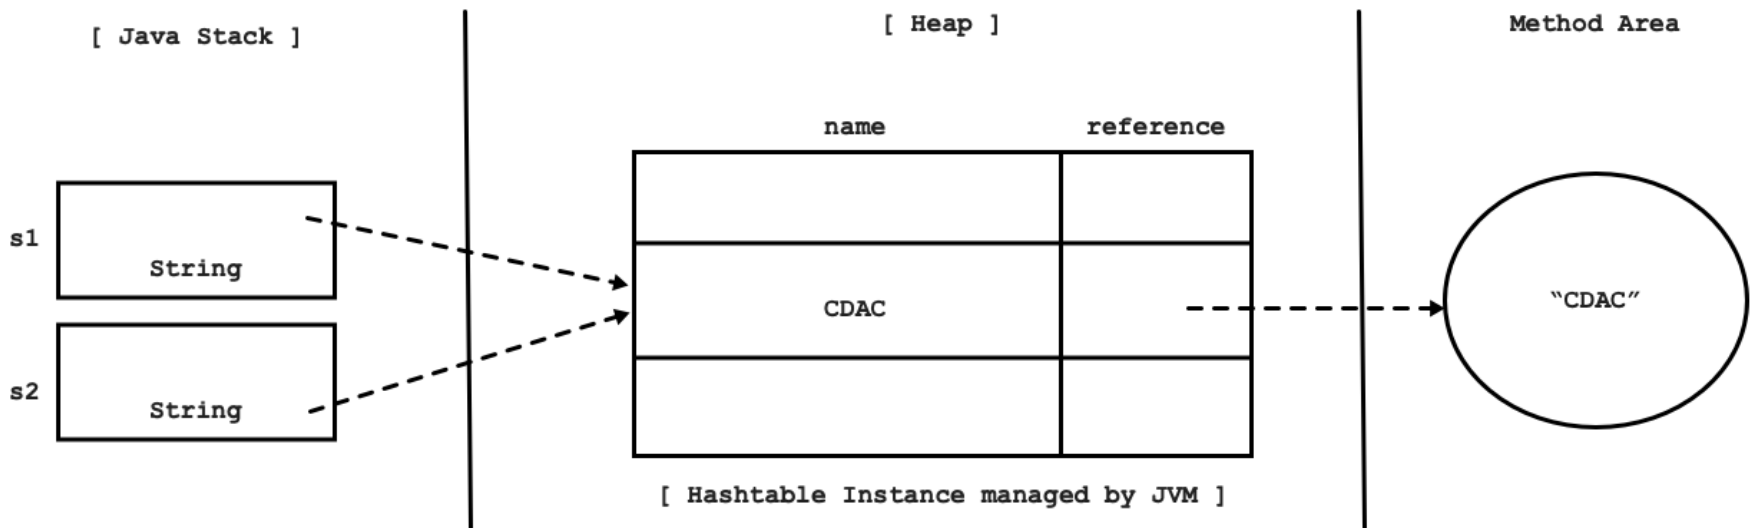 [ Java Stack ]
[ Heap ]
Method Area
name
reference
s1
String
CDAC
“CDAC”
s2
String
[ Hashtable Instance managed by JVM ]